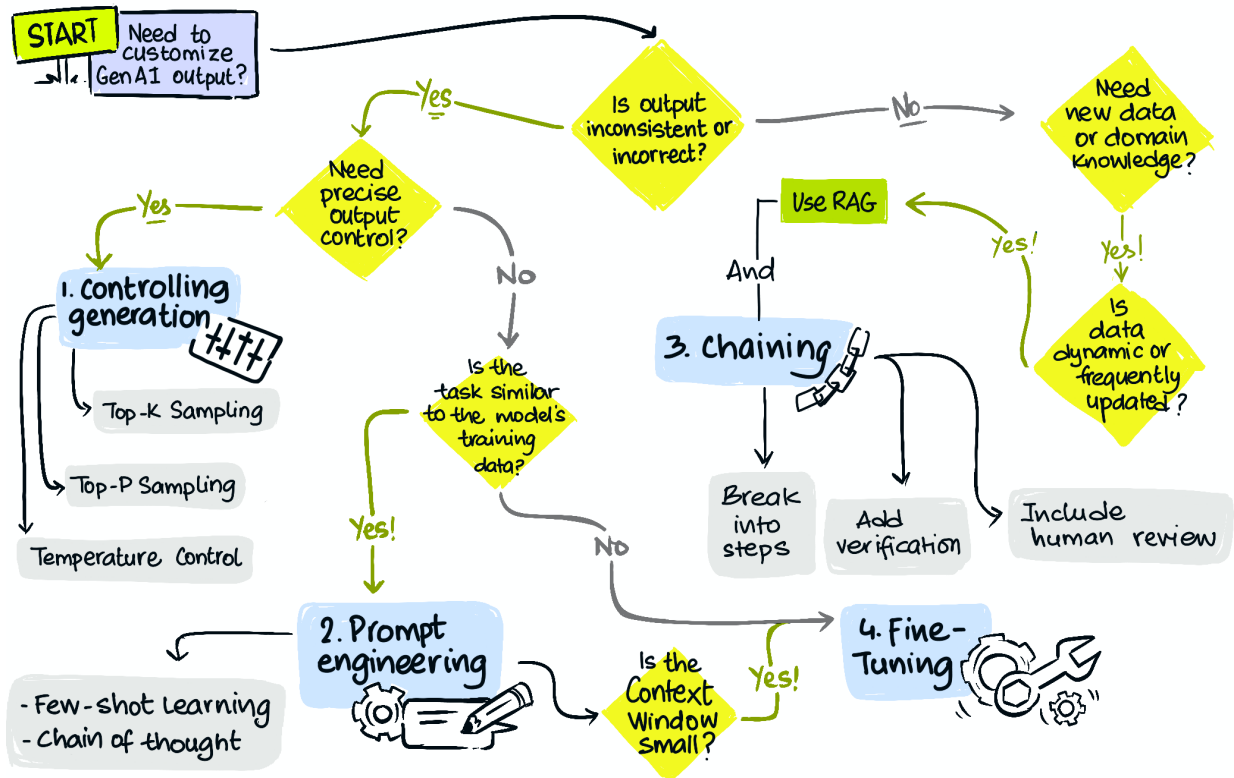 START
Need to
customize
GenAI output?
Is output
inconsistent or
incorrect?
Yes
No
Need
new data
or domain
knowledge?
Need
precise
output
control?
Yes
No
Use RAG
Yes!
Yes!
And
Is
data
dynamic or
frequently
updated?
1. Controlling
generation
Top-K Sampling
Top-P Sampling
Temperature Control
Is the
task similar
to the model's
training
data?
Yes!
No
3. Chaining
Break
into
steps
Add
verification
Include
human review
2. Prompt
engineering
- Few-shot Learning
- Chain of thought
Is the
Context
Window
small?
Yes!
4. Fine-
Tuning